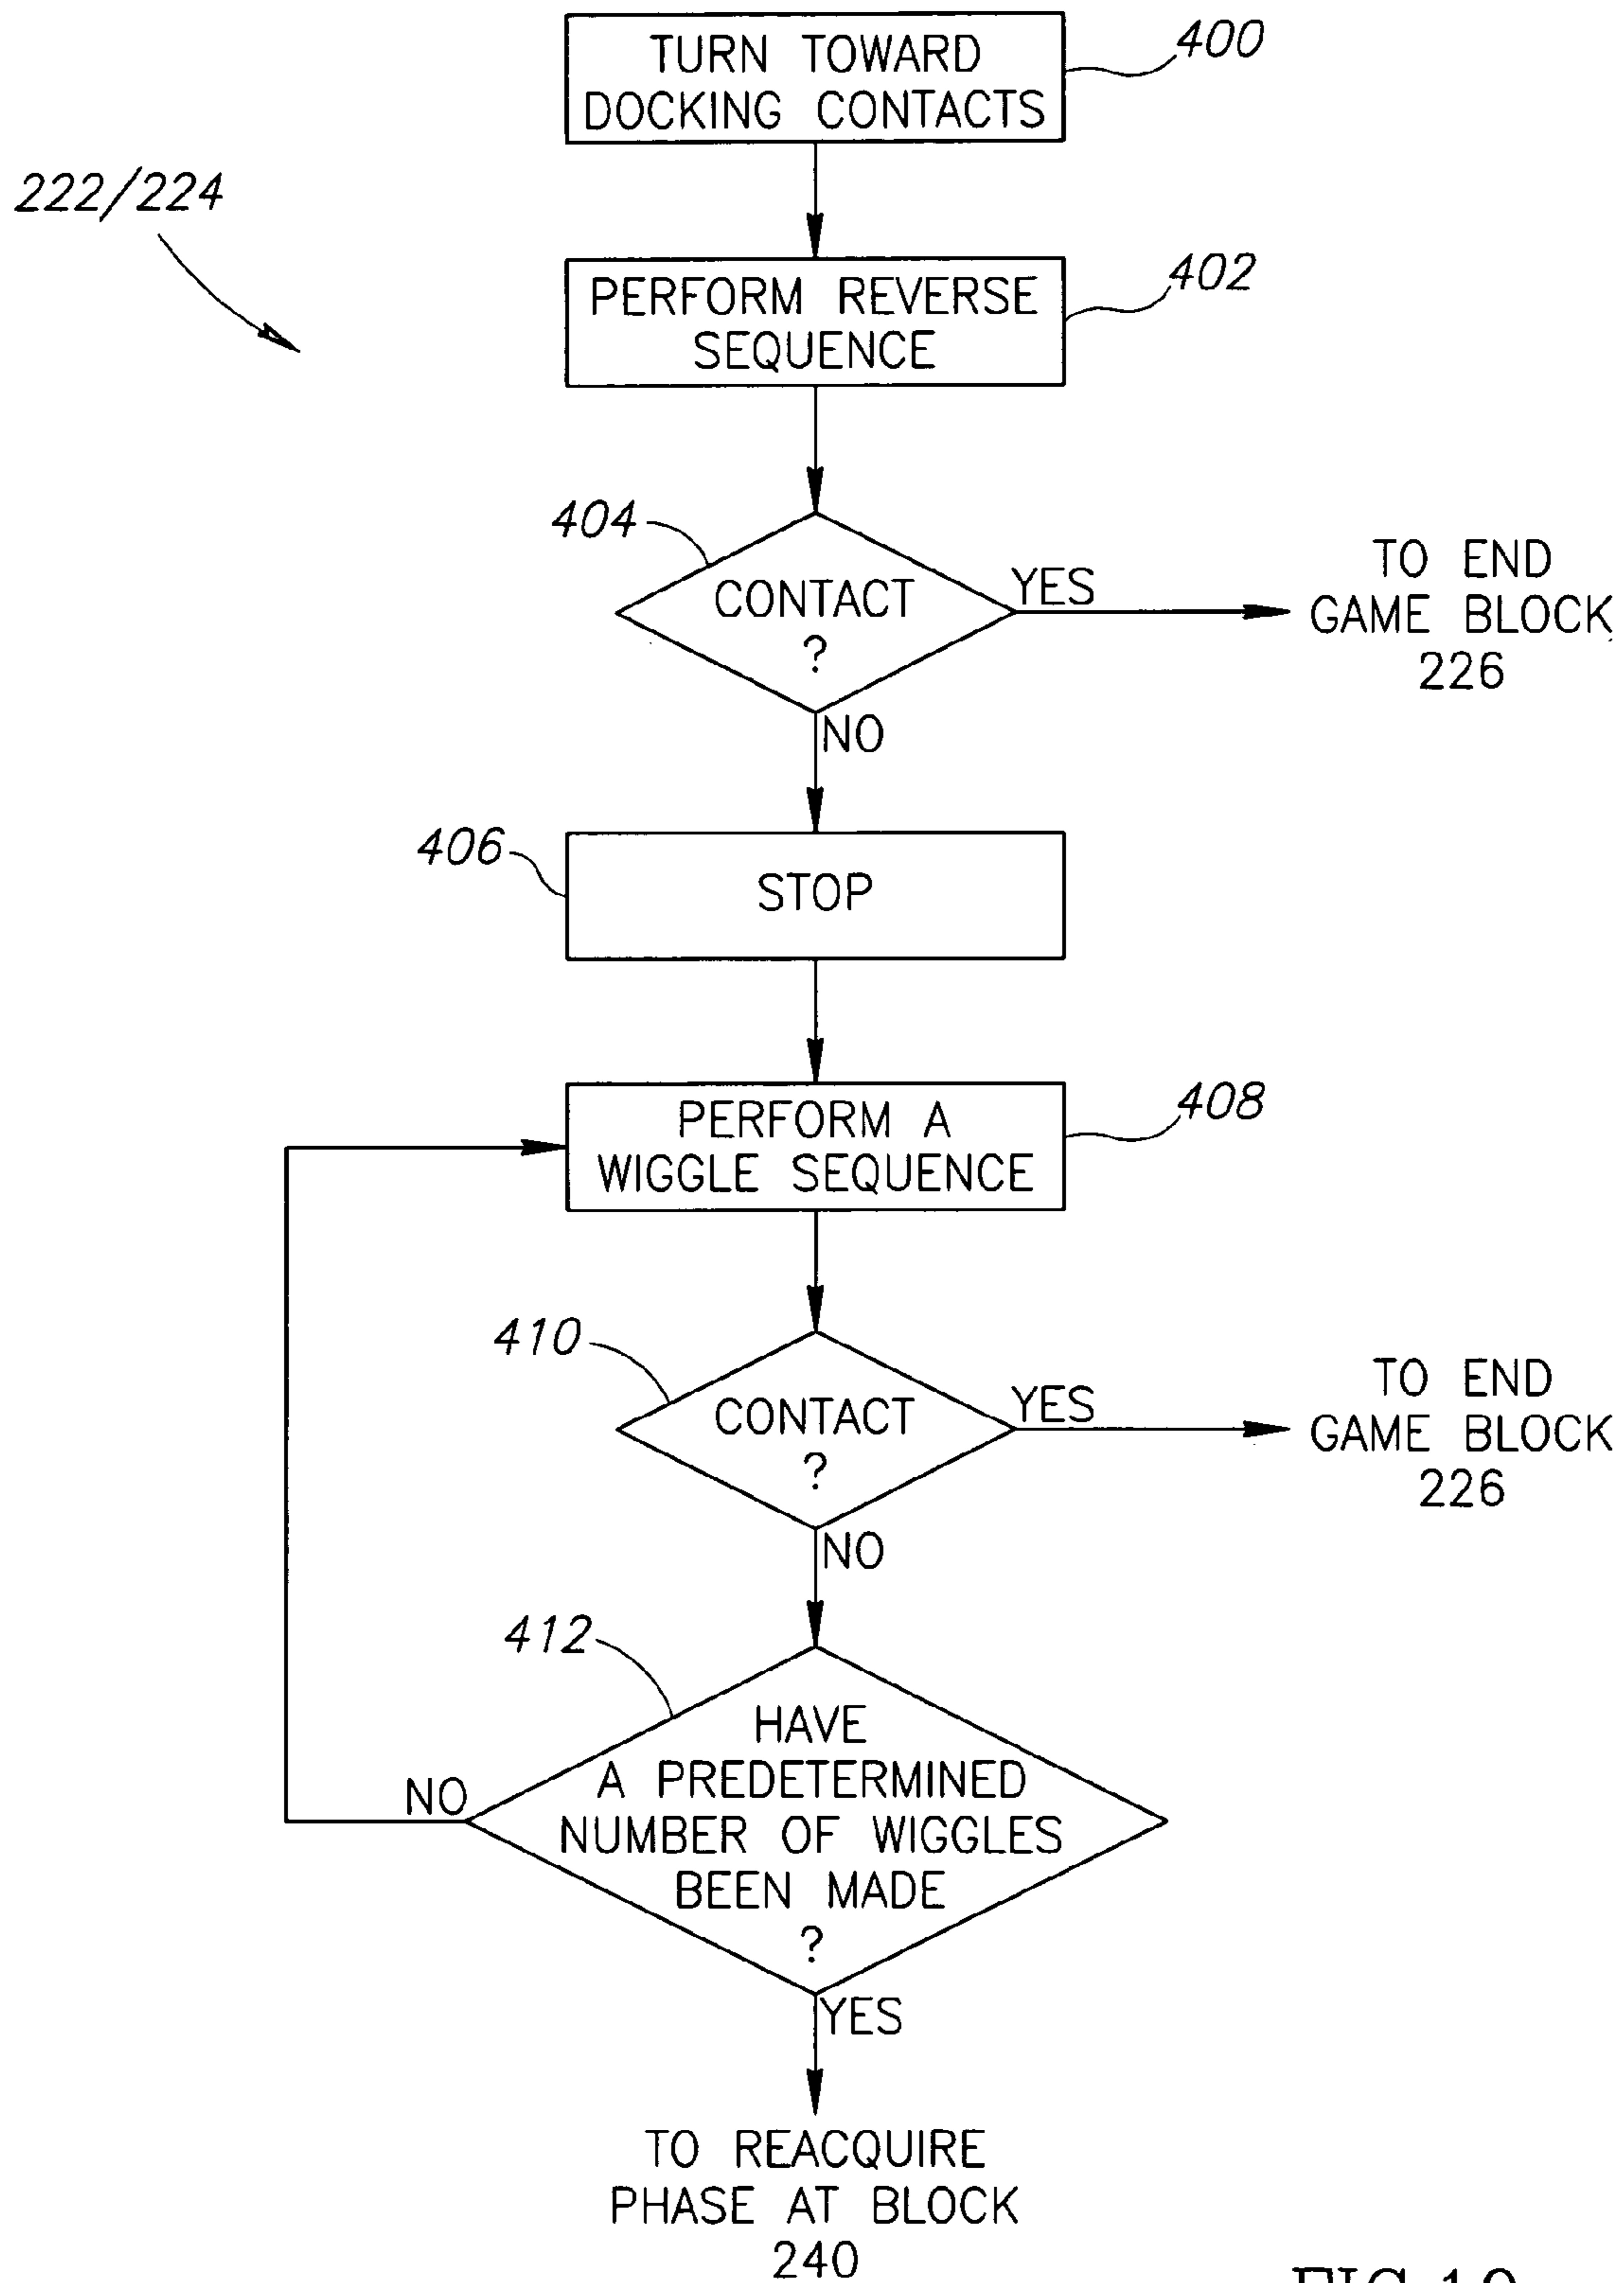 TURN TOWARD
DOCKING CONTACTS
400
222/224
PERFORM REVERSE
SEQUENCE
402
404
CONTACT
?
YES
TO END
GAME BLOCK
226
NO
406
STOP
PERFORM A
WIGGLE SEQUENCE
408
410
CONTACT
?
YES
TO END
GAME BLOCK
226
NO
412
HAVE
A PREDETERMINED
NUMBER OF WIGGLES
BEEN MADE
?
NO
YES
TO REACQUIRE
PHASE AT BLOCK
240